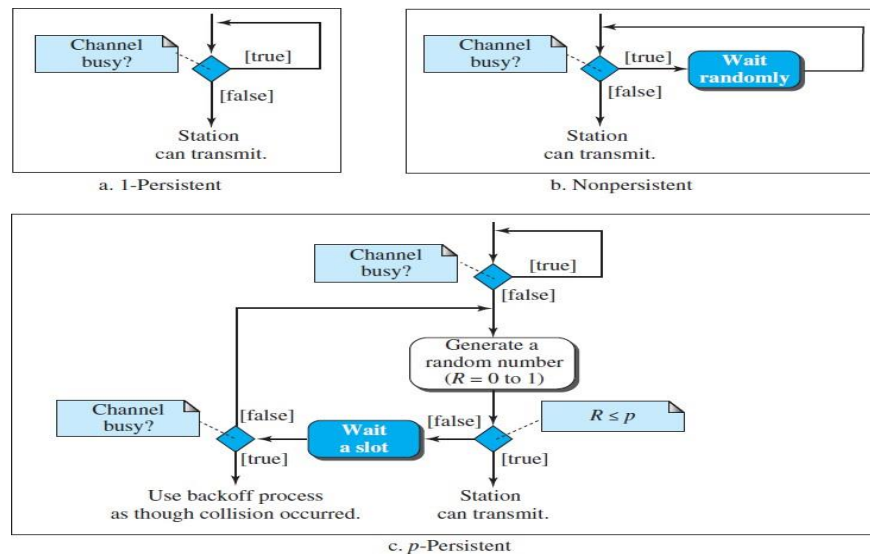 Channel
busy?
[true]
[false]
Station
can transmit.
a. 1-Persistent
Channel
busy?
[true]
Wait
randomly
[false]
Station
can transmit.
b. Nonpersistent
Channel
busy?
[true]
[false]
Generate a
random number
(R = 0 to 1)
Channel
busy?
[false]
Wait
a slot
[false]
R ≤ p
[true]
[true]
Use backoff process
as though collision occurred.
Station
can transmit.
c. p-Persistent